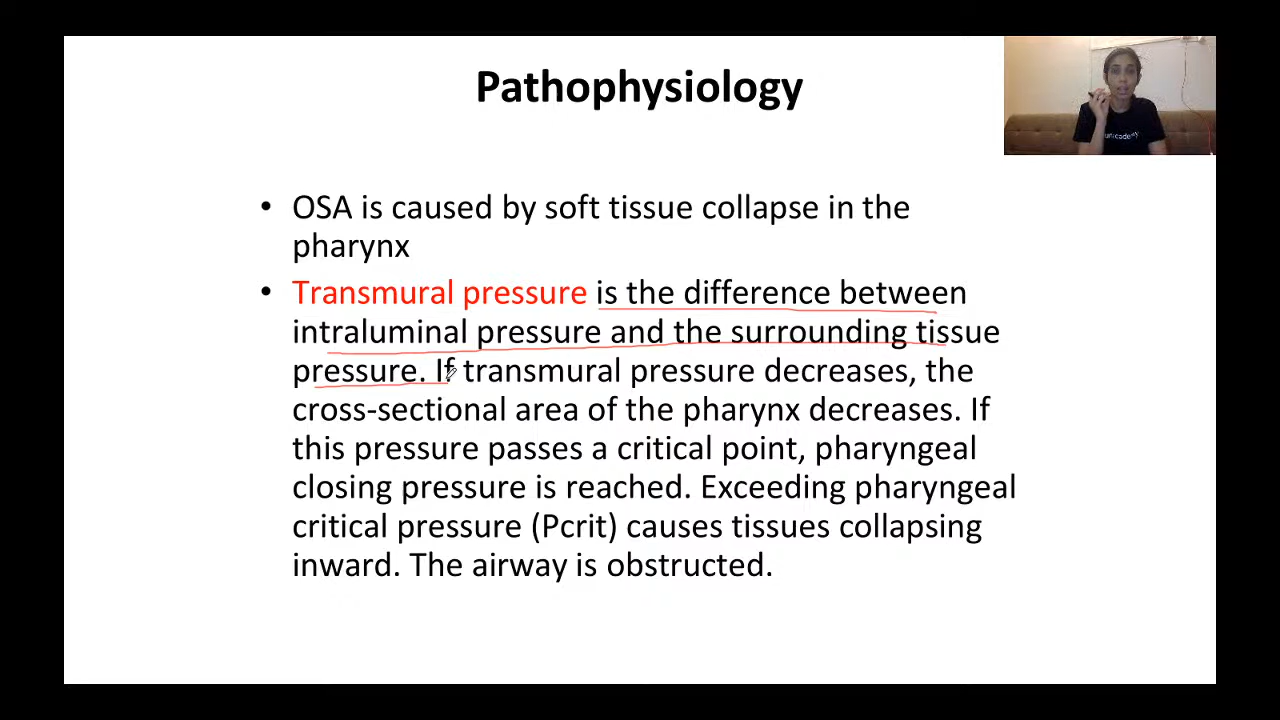 Pathophysiology
unicademy
• OSA is caused by soft tissue collapse in the
pharynx
• Transmural pressure is the difference between
intraluminal pressure and the surrounding tissue
pressure. If transmural pressure decreases, the
cross-sectional area of the pharynx decreases. If
this pressure passes a critical point, pharyngeal
closing pressure is reached. Exceeding pharyngeal
critical pressure (Pcrit) causes tissues collapsing
inward. The airway is obstructed.